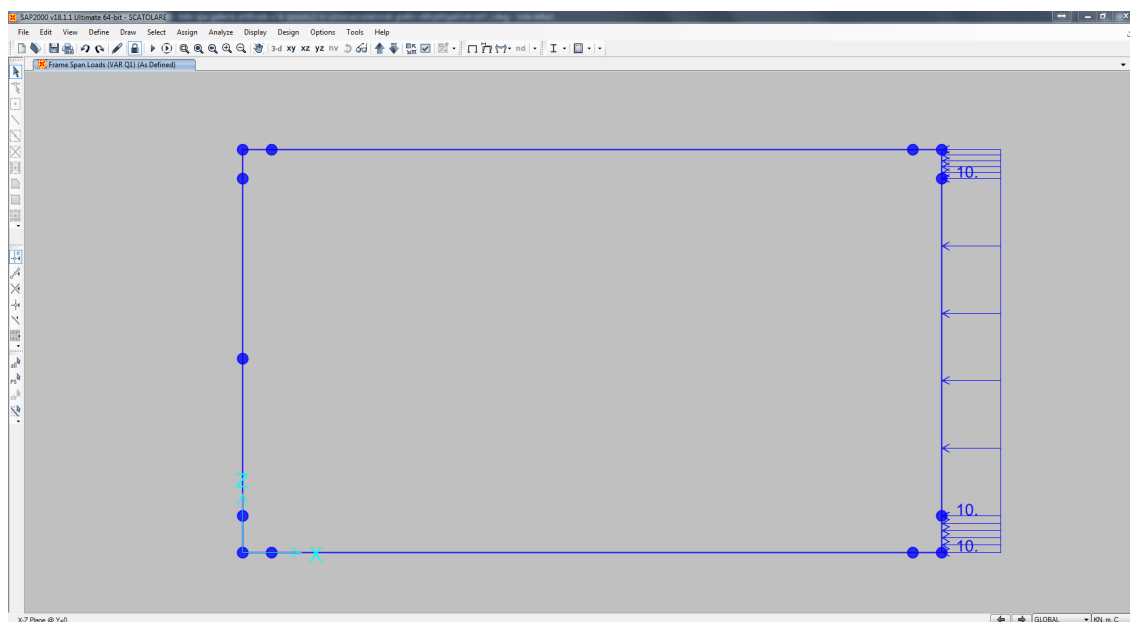 SAP2000 v18.1.1 Ultimate 64-bit - SCATOLARE
File Edit View Define Draw Select Assign Analyze Display Design Options Tools Help
3-d xy xz yz nv nd
Frame Span Loads (VAR Q1) (As Defined)
10.
Z
10.
10.
X
all
PS
X-Z Plane @ Y=0
GLOBAL
KN, m, C